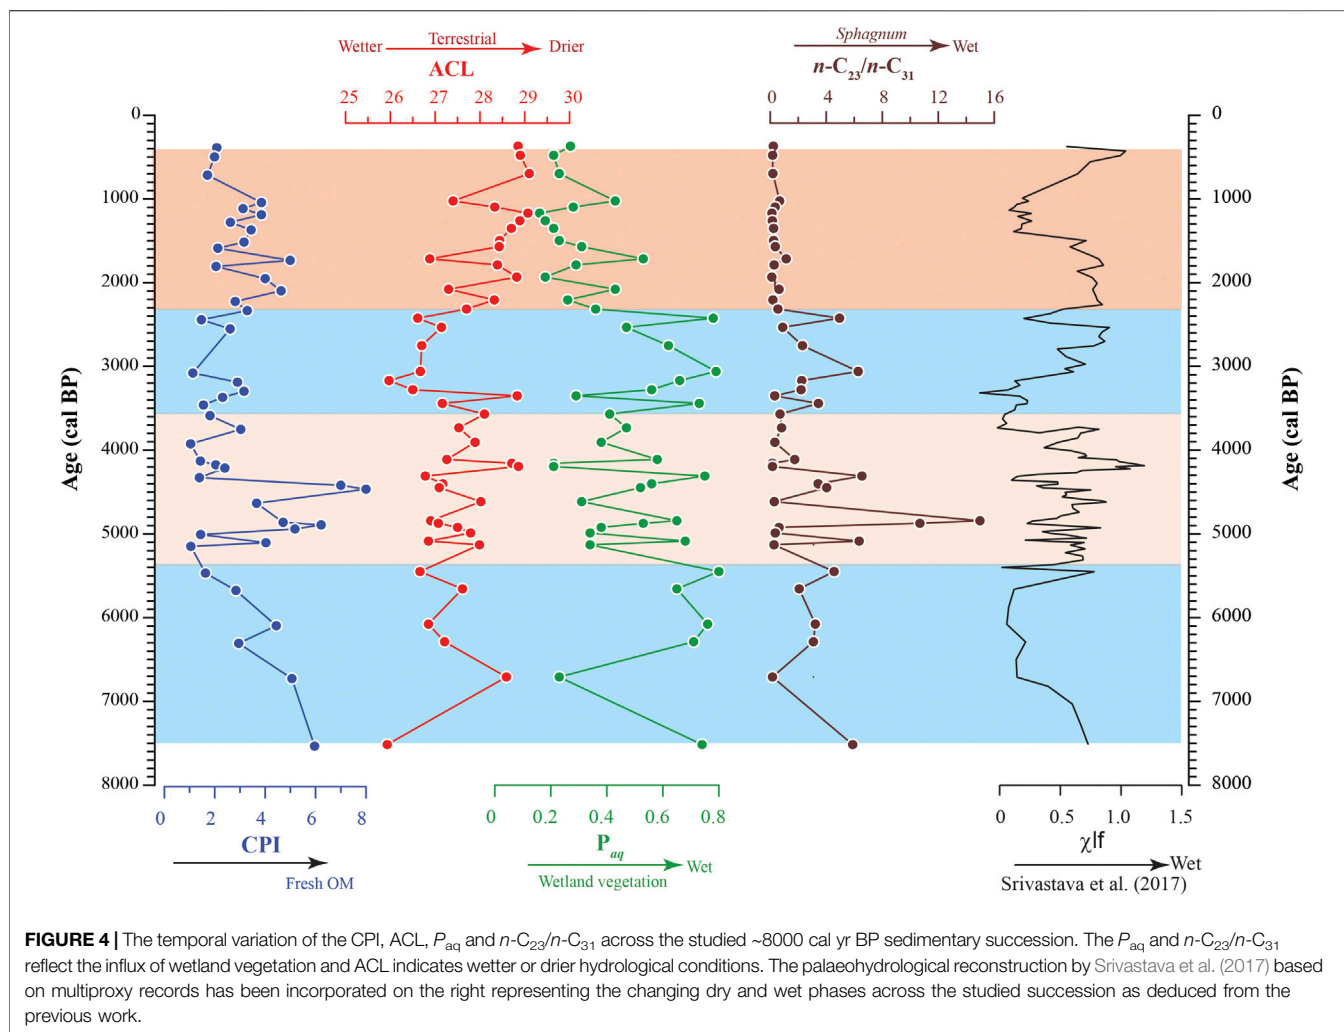 Wetter Terrestrial Drier
ACL
25 26 27 28 29 30
Sphagnum Wet
n-C23/n-C31
0 4 8 12 16
Age (cal BP)
0
1000
2000
3000
4000
5000
6000
7000
8000
0
1000
2000
3000
4000
5000
6000
7000
8000
Age (cal BP)
0 2 4 6 8
CPI
Fresh OM
0 0.2 0.4 0.6 0.8
Paq
Wet
Wetland vegetation
0 0.5 1.0 1.5
χlf
Wet
Srivastava et al. (2017)
FIGURE 4 | The temporal variation of the CPI, ACL, Paq and n-C23/n-C31 across the studied ~8000 cal yr BP sedimentary succession. The Paq and n-C23/n-C31
reflect the influx of wetland vegetation and ACL indicates wetter or drier hydrological conditions. The palaeohydrological reconstruction by Srivastava et al. (2017) based
on multiproxy records has been incorporated on the right representing the changing dry and wet phases across the studied succession as deduced from the
previous work.